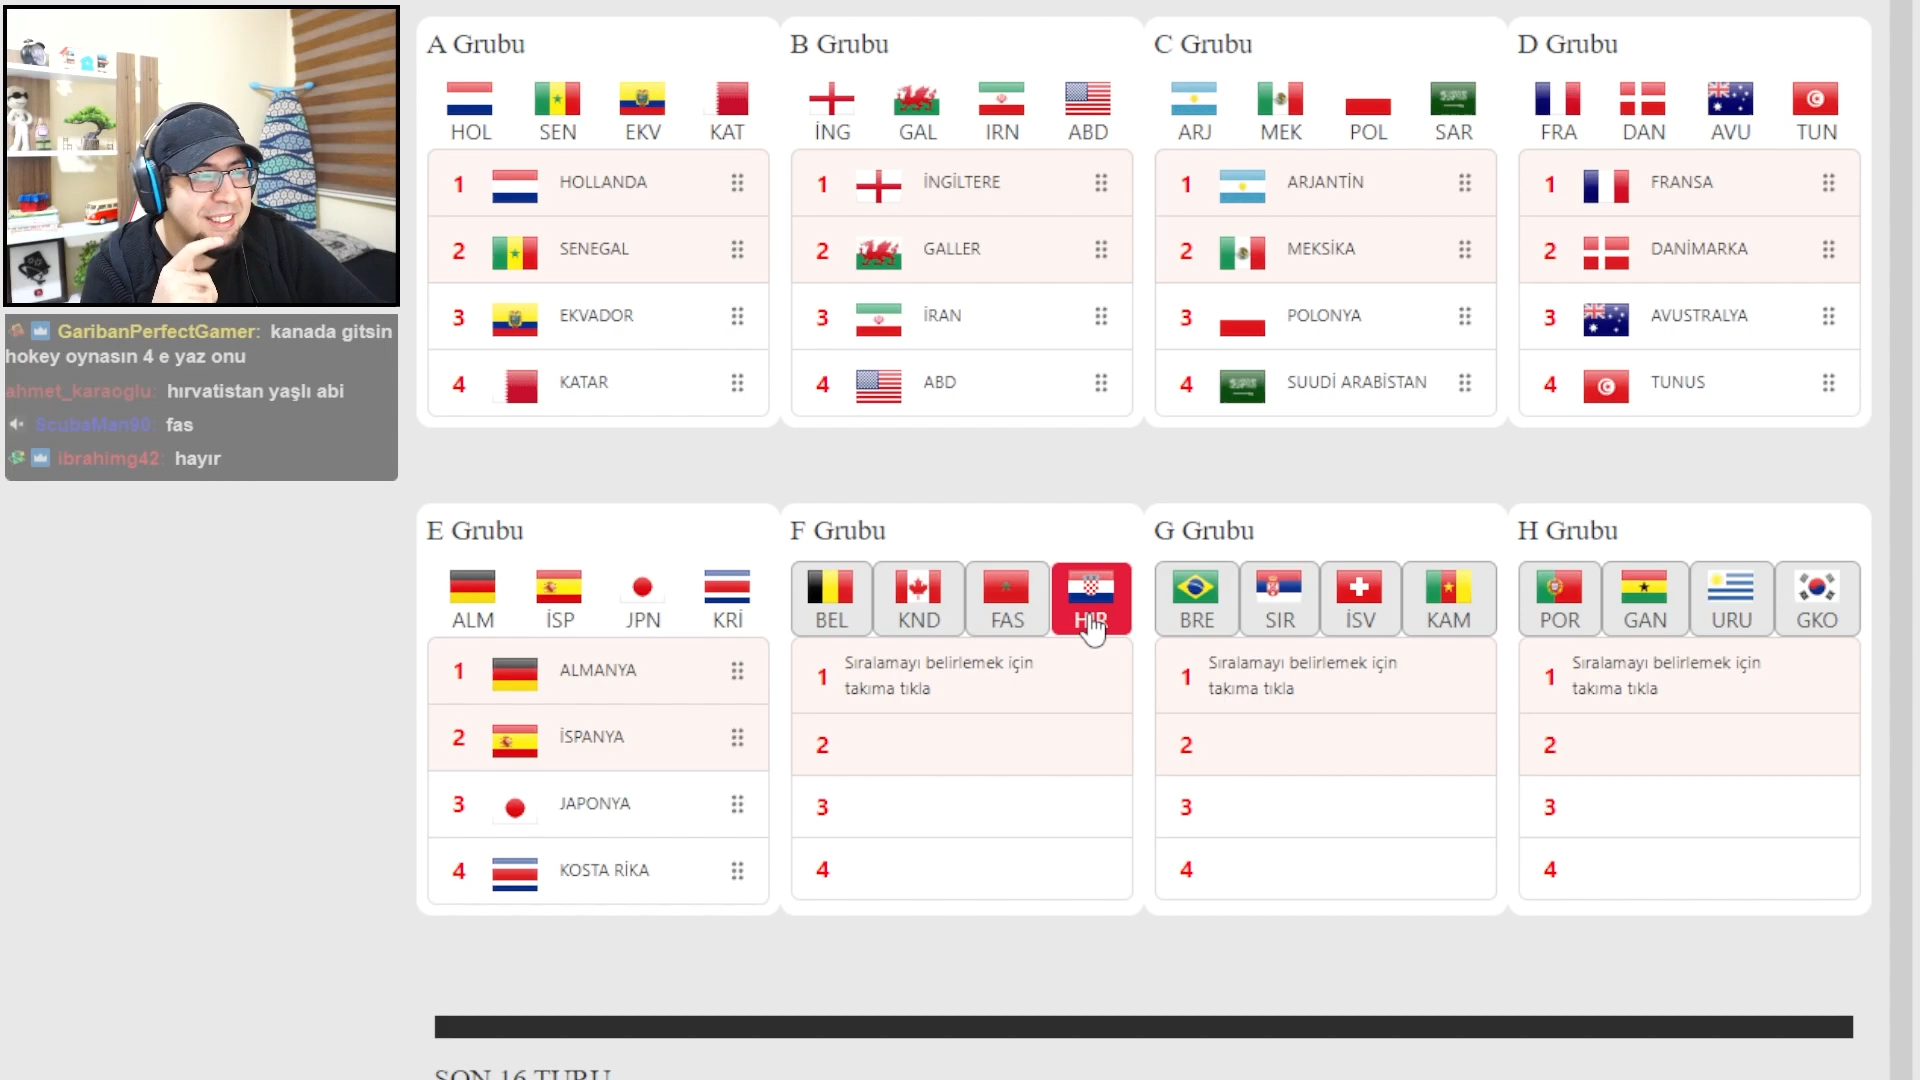 A Grubu
HOL SEN EKV KAT
1 HOLLANDA
2 SENEGAL
3 EKVADOR
4 KATAR
B Grubu
İNG GAL IRN ABD
1 İNGİLTERE
2 GALLER
3 İRAN
4 ABD
C Grubu
ARJ MEK POL SAR
1 ARJANTİN
2 MEKSİKA
3 POLONYA
4 SUUDİ ARABİSTAN
D Grubu
FRA DAN AVU TUN
1 FRANSA
2 DANİMARKA
3 AVUSTRALYA
4 TUNUS
GaribanPerfectGamer: kanada gitsin
hokey oynasın 4 e yaz onu
ahmet_karaoglu: hırvatistan yaşlı abi
ScubaMan90: fas
ibrahimg42: hayır
E Grubu
ALM İSP JPN KRİ
1 ALMANYA
2 İSPANYA
3 JAPONYA
4 KOSTA RİKA
F Grubu
BEL KND FAS HIR
1 Sıralamayı belirlemek için
takıma tıkla
2
3
4
G Grubu
BRE SIR İSV KAM
1 Sıralamayı belirlemek için
takıma tıkla
2
3
4
H Grubu
POR GAN URU GKO
1 Sıralamayı belirlemek için
takıma tıkla
2
3
4
SON 16 TURU